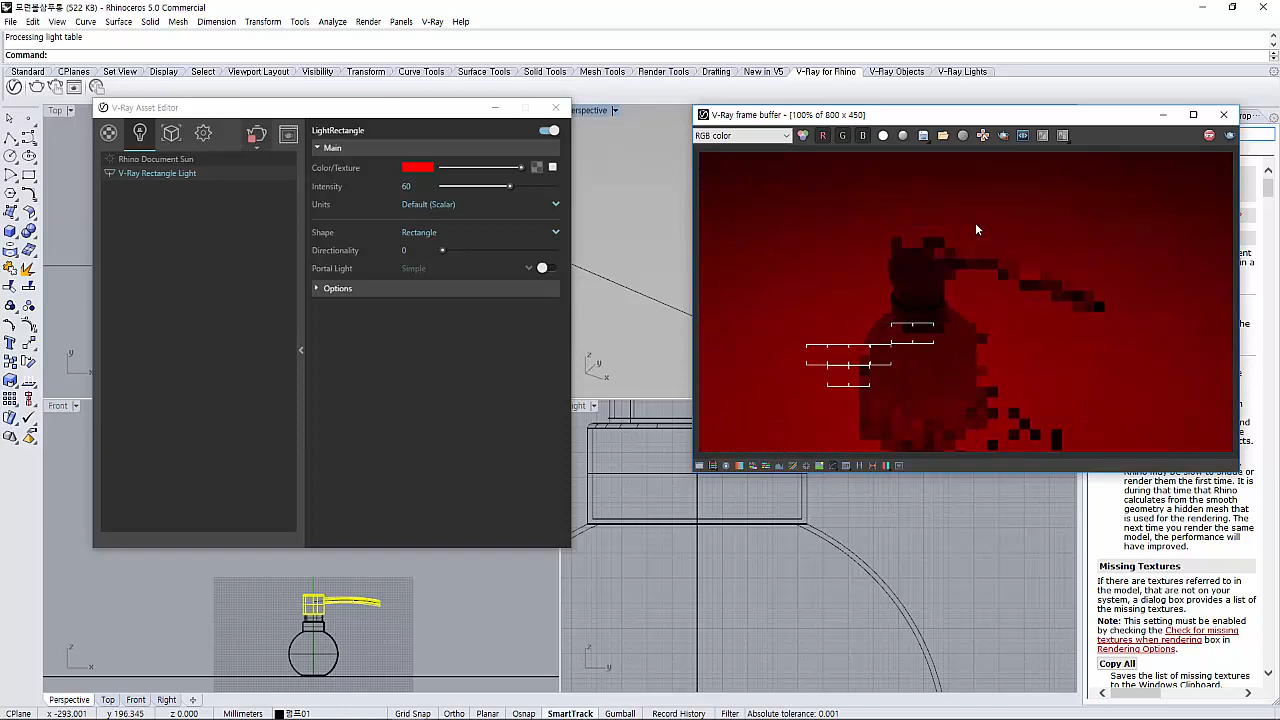 모던물상푸통 (522 KB) - Rhinoceros 5.0 Commercial
File Edit View Curve Surface Solid Mesh Dimension Transform Tools Analyze Render Panels V-Ray Help
Processing light table
Command:
Standard CPlanes Set View Display Select Viewport Layout Visibility Transform Curve Tools Surface Tools Solid Tools Mesh Tools Render Tools Drafting New in V5 V-Ray for Rhino V-Ray Objects V-Ray Lights
Top
V-Ray Asset Editor
Rhino Document Sun
V-Ray Rectangle Light
LightRectangle
Main
Color/Texture
Intensity 60
Units Default (Scalar)
Shape Rectangle
Directionality 0
Portal Light Simple
Options
erspective
V-Ray frame buffer - [100% of 800 x 450]
RGB color
R G B
y x
z y x
Front
ight
z x
z y
Rhino may be slow to shade or
render them the first time. It is
during that time that Rhino
calculates from the smooth
geometry a hidden mesh that
is used for the rendering. The
next time you render the same
model, the performance will
have improved.
Missing Textures
If there are textures referred to in
the model, that are not on your
system, a dialog box provides a list of
the missing textures.
Note: This setting must be enabled
by checking the Check for missing
textures when rendering box in
Rendering Options.
Copy All
Saves the list of missing textures
to the Windows Clipboard.
Perspective Top Front Right
CPlane x -293.001 y 196.345 z 0.000 Millimeters 펌프01 Grid Snap Ortho Planar Osnap SmartTrack Gumball Record History Filter Absolute tolerance: 0.001